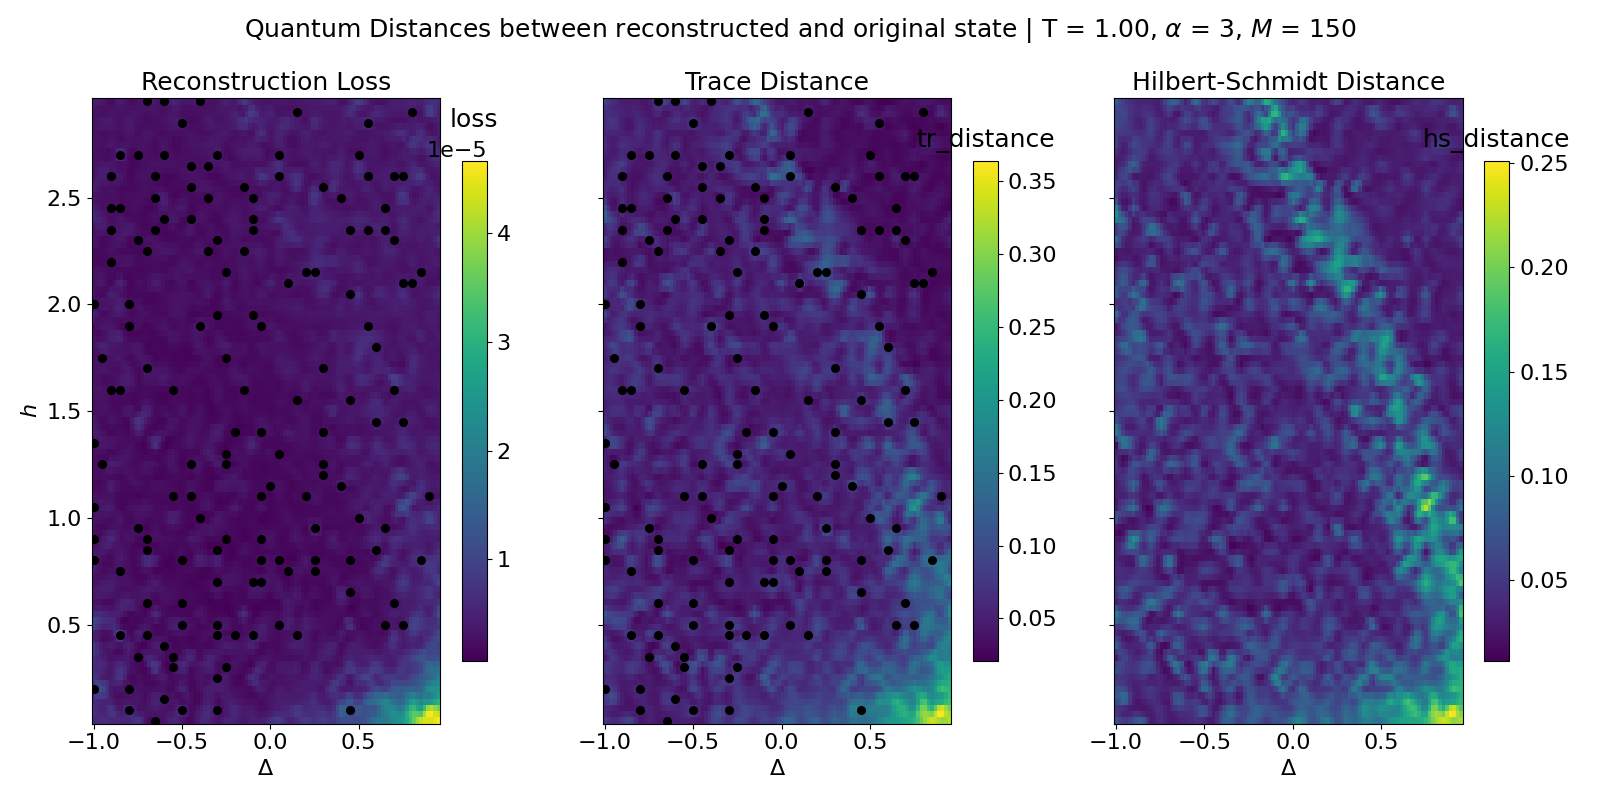 Quantum Distances between reconstructed and original state | T = 1.00, α = 3, M = 150
Reconstruction Loss
Trace Distance
Hilbert-Schmidt Distance
loss
1e−5
4
3
2
1
tr_distance
0.35
0.30
0.25
0.20
0.15
0.10
0.05
hs_distance
0.25
0.20
0.15
0.10
0.05
h
2.5
2.0
1.5
1.0
0.5
−1.0 −0.5 0.0 0.5
Δ
−1.0 −0.5 0.0 0.5
Δ
−1.0 −0.5 0.0 0.5
Δ